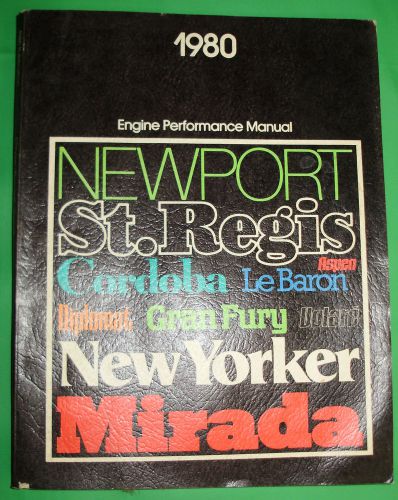 1980
Engine Performance Manual
NEWPORT
St. Regis
Aspen
Cordoba Le Baron
Diplomat Gran Fury Volaré
New Yorker
Mirada